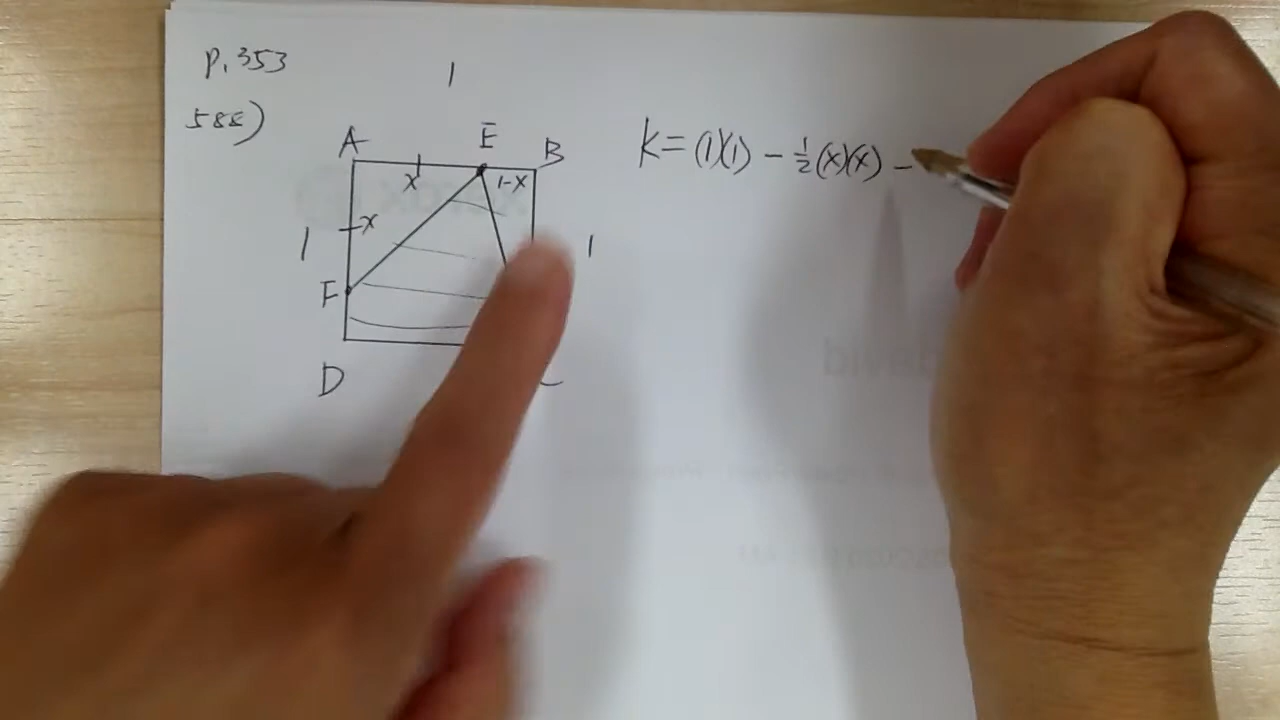 p.353
588)
1
A E B
x 1-x
x
1 1
F
D C
K = (1)(1) - 1/2 (x)(x) -